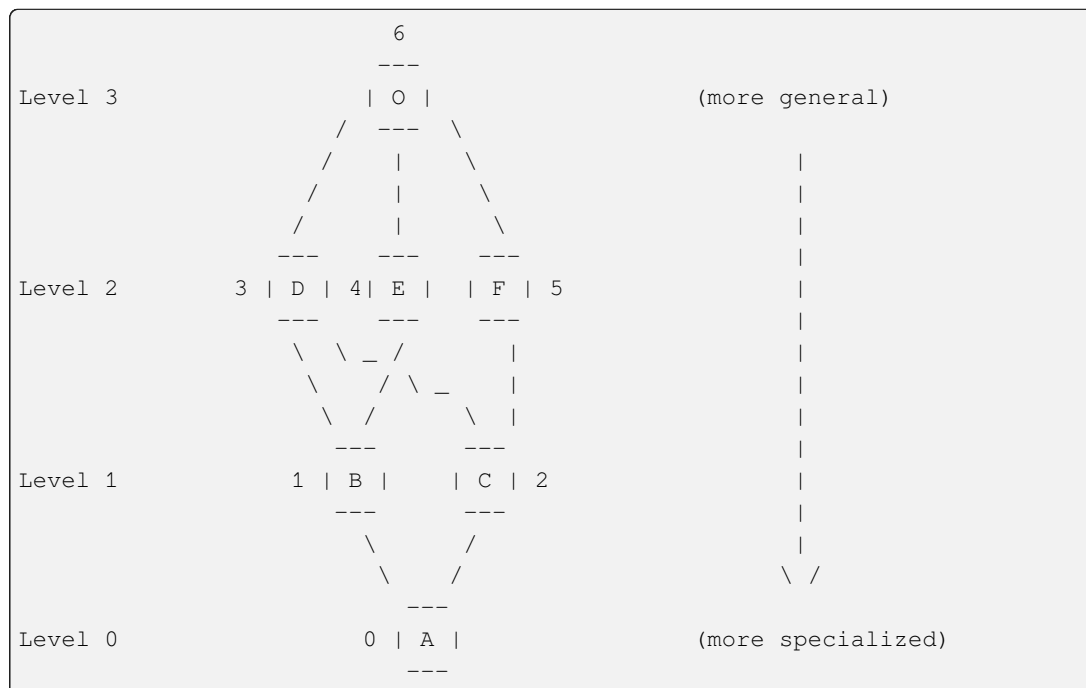 6
                            ---
Level 3                    | O |                    (more general)
                         /  ---  \
                        /    |    \                        |
                       /     |     \                       |
                      /      |      \                      |
                    ---     ---     ---                    |
Level 2          3 | D | 4| E |  | F | 5                   |
                    ---     ---     ---                    |
                     \  \ _ /        |                     |
                      \    / \ _     |                     |
                       \  /       \  |                     |
                        ---       ---                      |
Level 1              1 | B |     | C | 2                   |
                        ---       ---                      |
                          \       /                        |
                           \     /                        \ /
                             ---
Level 0                   0 | A |                   (more specialized)
                             ---